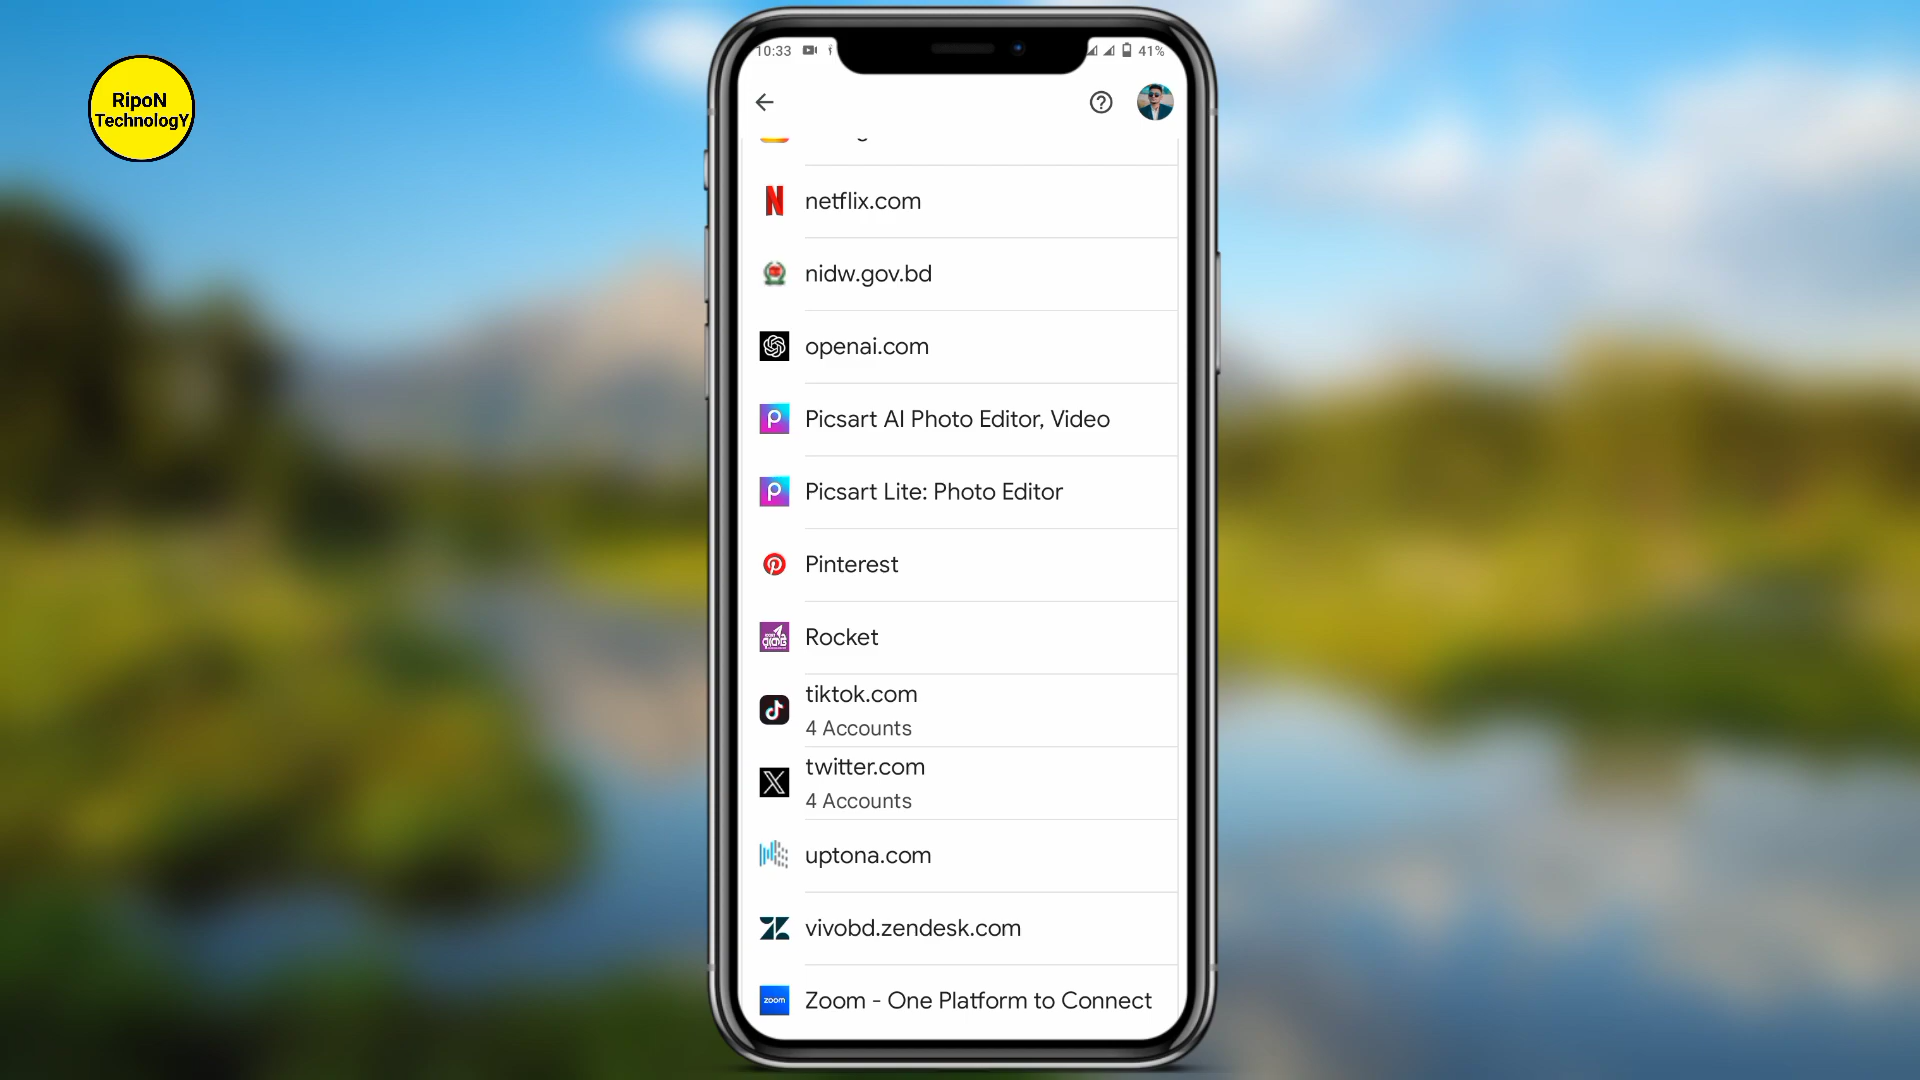 RipoN
TechnologY
10:33
41%
netflix.com
nidw.gov.bd
openai.com
Picsart AI Photo Editor, Video
Picsart Lite: Photo Editor
Pinterest
Rocket
tiktok.com
4 Accounts
twitter.com
4 Accounts
uptona.com
vivobd.zendesk.com
zoom
Zoom - One Platform to Connect